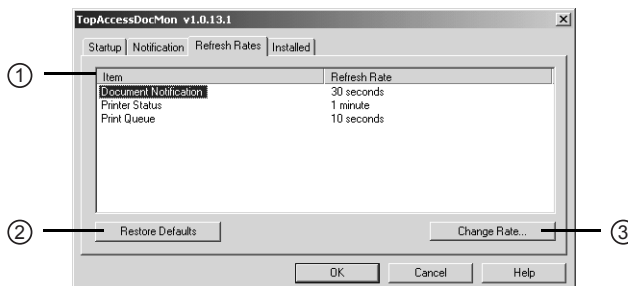 TopAccessDocMon v1.0.13.1
Startup Notification Refresh Rates Installed
① Item Refresh Rate
Document Notification 30 seconds
Printer Status 1 minute
Print Queue 10 seconds
② Restore Defaults Change Rate... ③
OK Cancel Help